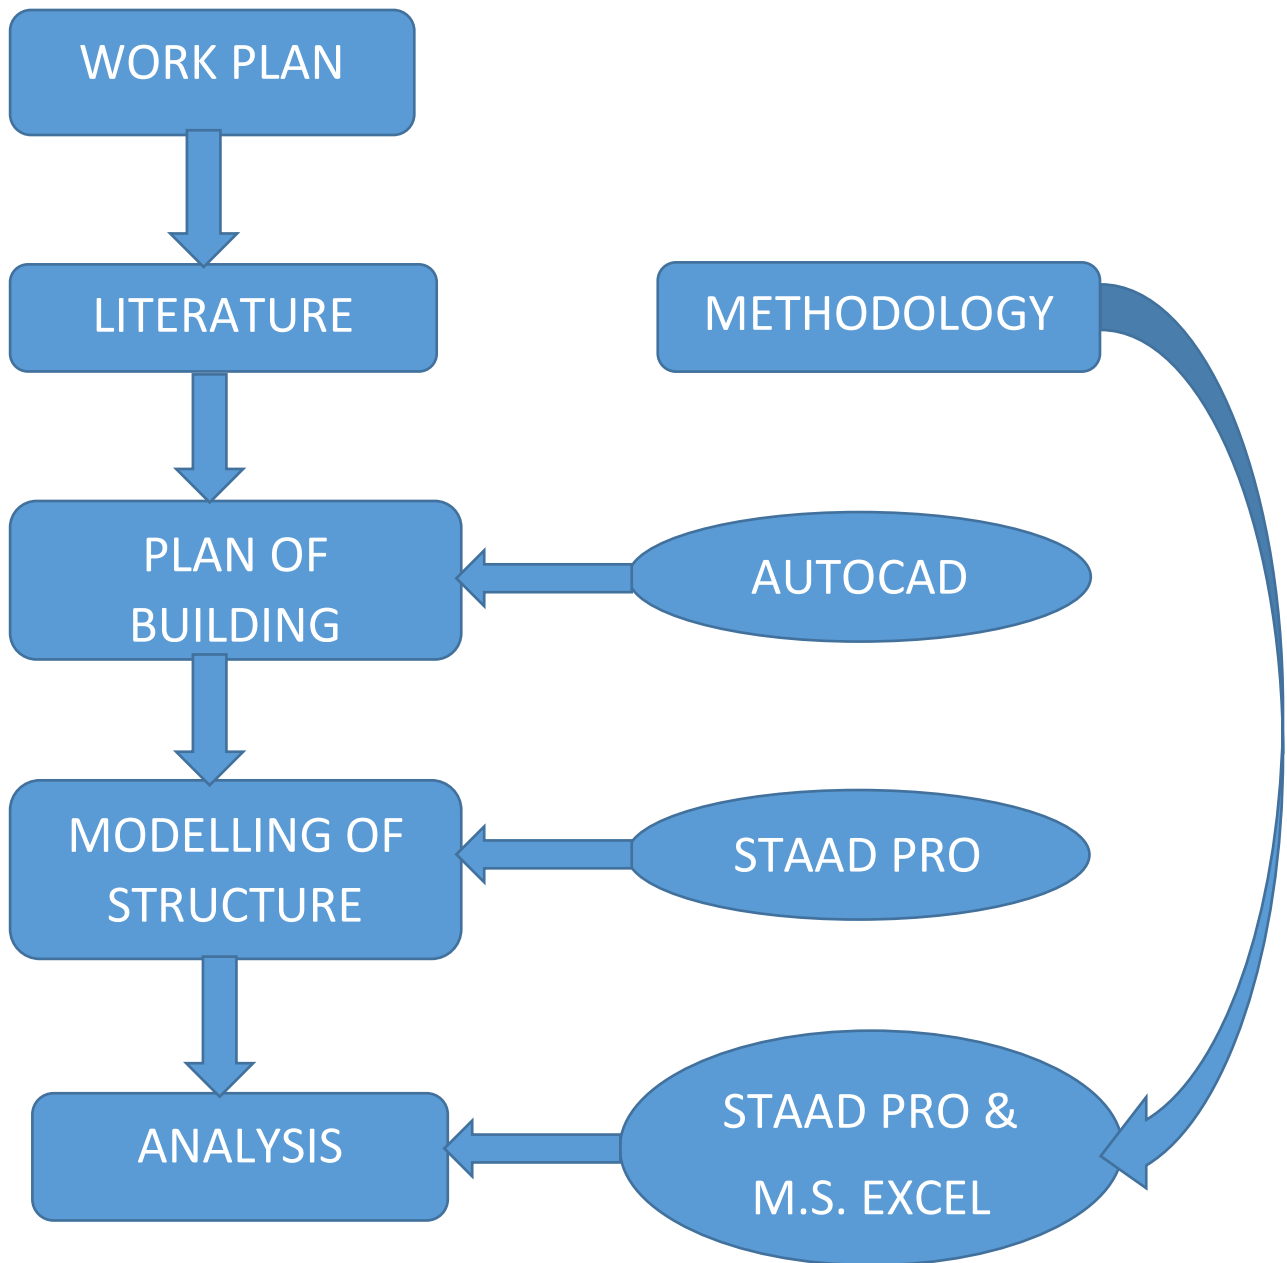 WORK PLAN
LITERATURE
METHODOLOGY
PLAN OF
BUILDING
AUTOCAD
MODELLING OF
STRUCTURE
STAAD PRO
ANALYSIS
STAAD PRO &
M.S. EXCEL